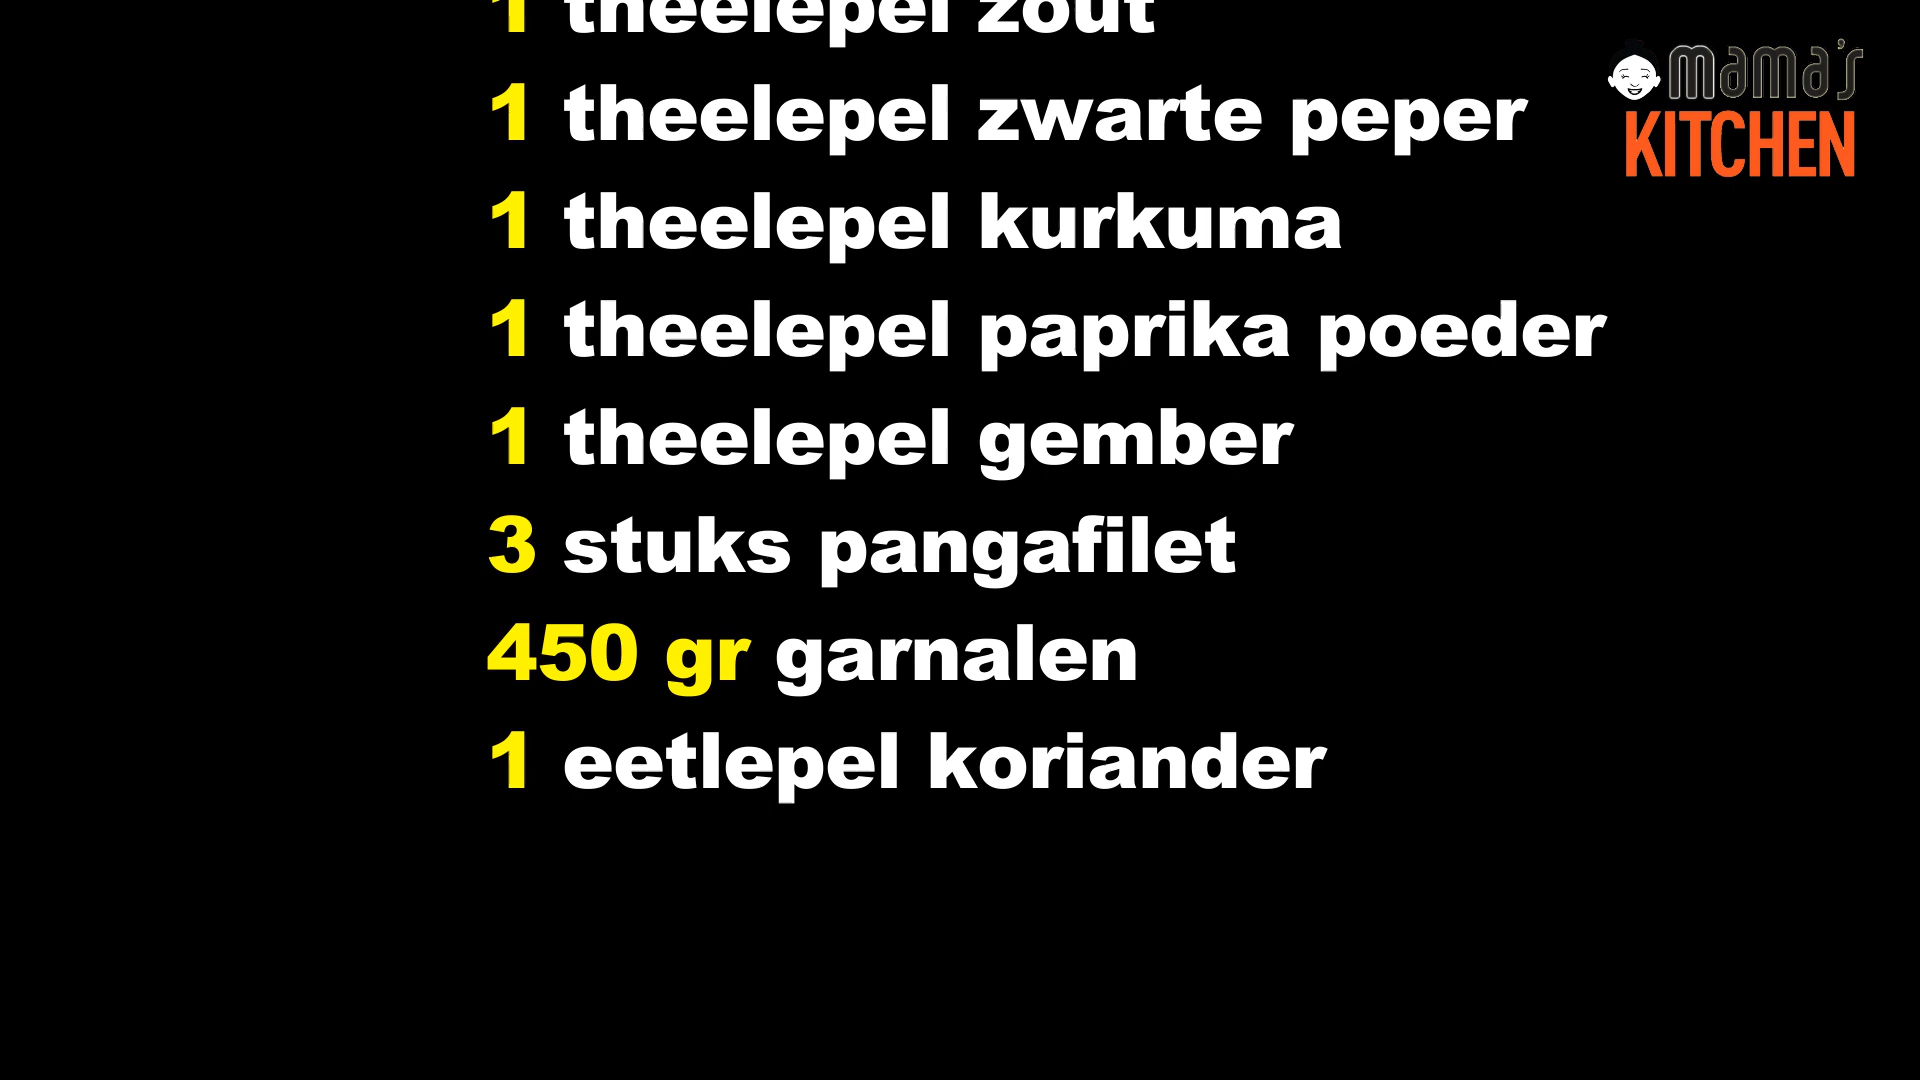 1 theelepel zout
mama's
KITCHEN
1 theelepel zwarte peper
1 theelepel kurkuma
1 theelepel paprika poeder
1 theelepel gember
3 stuks pangafilet
450 gr garnalen
1 eetlepel koriander